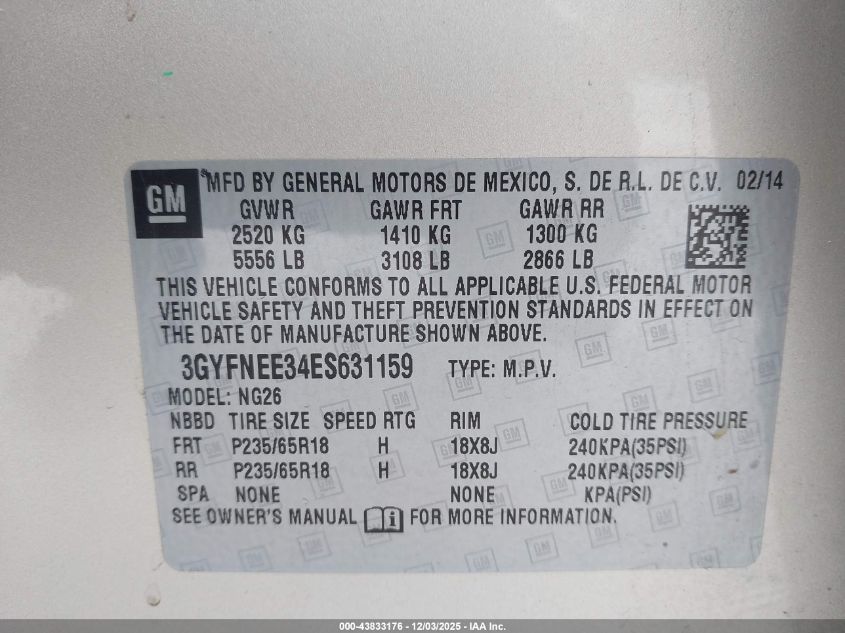 GM MFD BY GENERAL MOTORS DE MEXICO, S. DE R.L. DE C.V. 02/14
GVWR GAWR FRT GAWR RR
2520 KG 1410 KG 1300 KG
5556 LB 3108 LB 2866 LB
THIS VEHICLE CONFORMS TO ALL APPLICABLE U.S. FEDERAL MOTOR
VEHICLE SAFETY AND THEFT PREVENTION STANDARDS IN EFFECT ON
THE DATE OF MANUFACTURE SHOWN ABOVE.
3GYFNEE34ES631159 TYPE: M.P.V.
MODEL: NG26
NBBD TIRE SIZE SPEED RTG RIM COLD TIRE PRESSURE
FRT P235/65R18 H 18X8J 240KPA(35PSI)
RR P235/65R18 H 18X8J 240KPA(35PSI)
SPA NONE NONE KPA(PSI)
SEE OWNER'S MANUAL i FOR MORE INFORMATION.
000-43833176 - 12/03/2025 - IAA Inc.